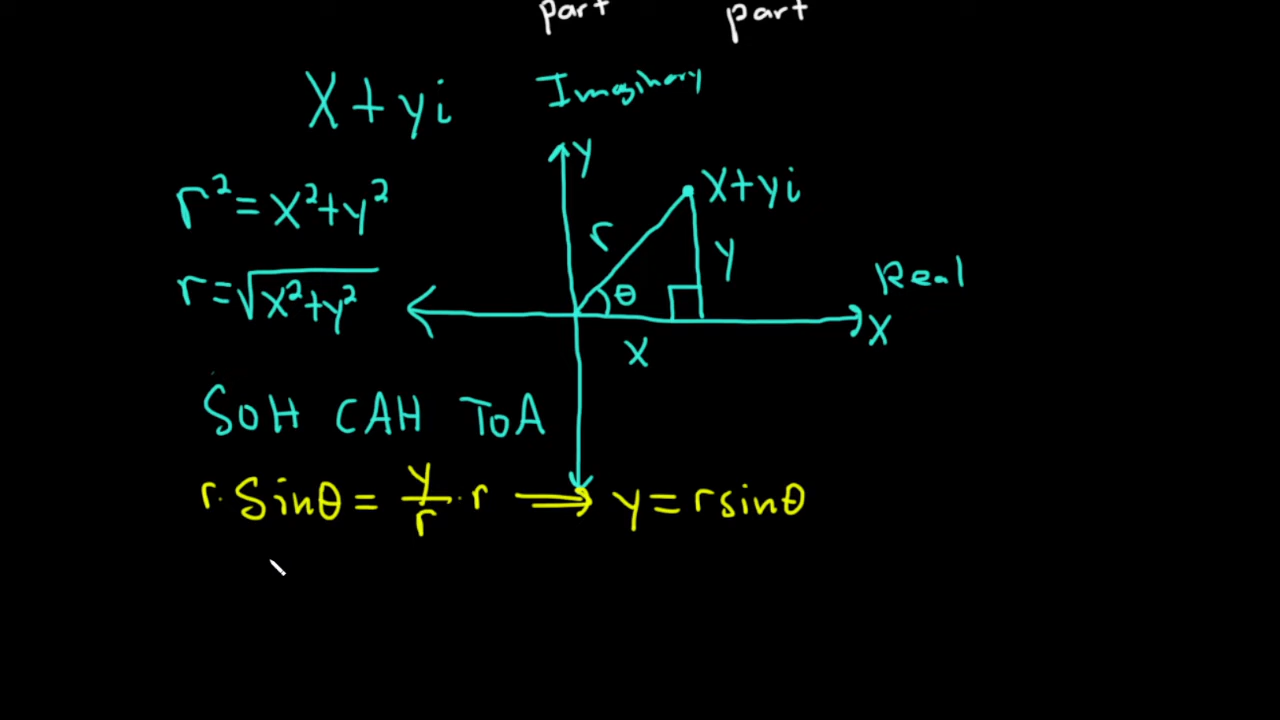 part part
x+yi
Imaginary
y
x+yi
r²=x²+y²
r
y
r=√x²+y²
θ
Real
x
x
SOH CAH TOA
r·sinθ= y/r ·r ⟹ y=rsinθ